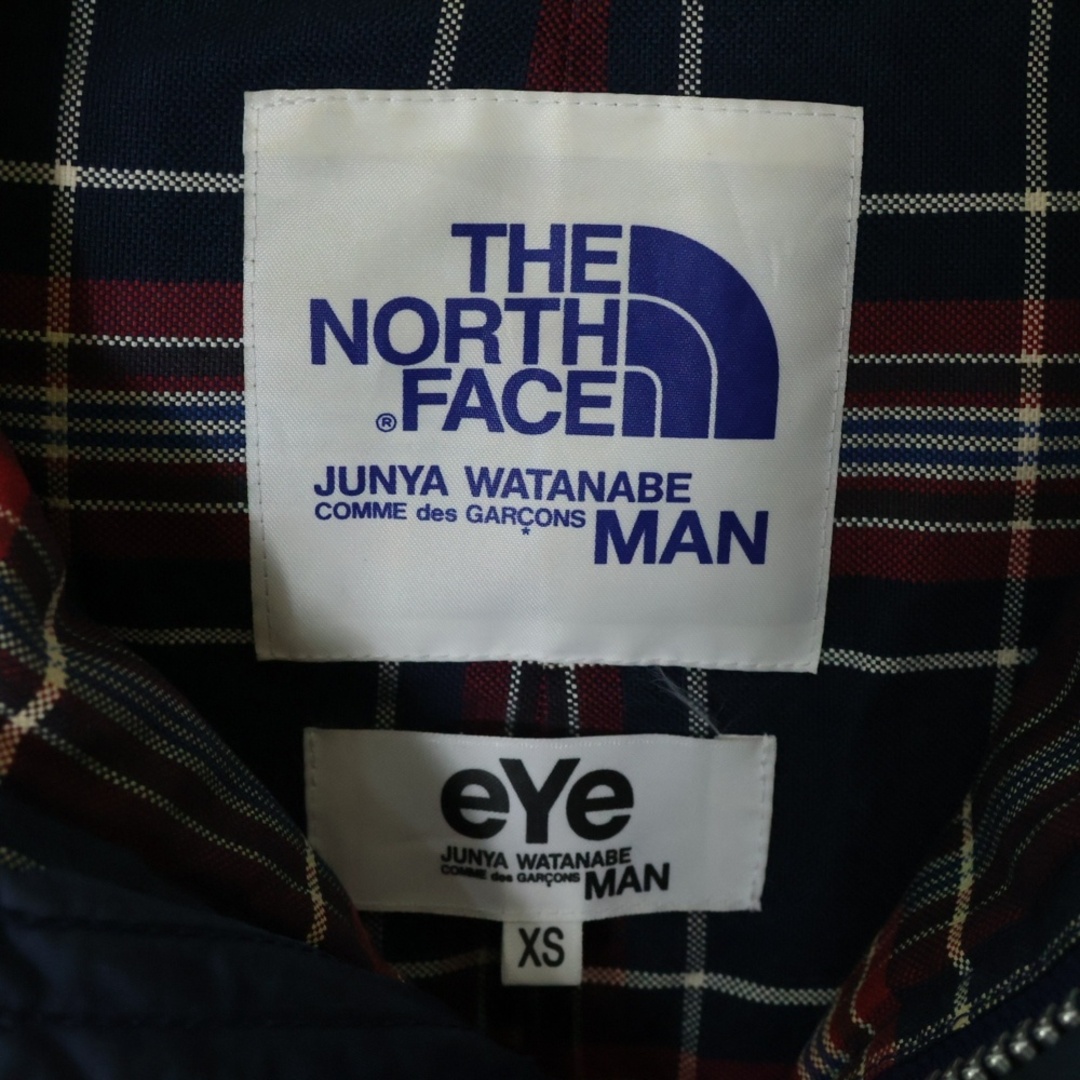 THE
NORTH
® FACE
JUNYA WATANABE
COMME des GARÇONS MAN
*
eYe
JUNYA WATANABE
COMME des GARÇONS MAN
XS